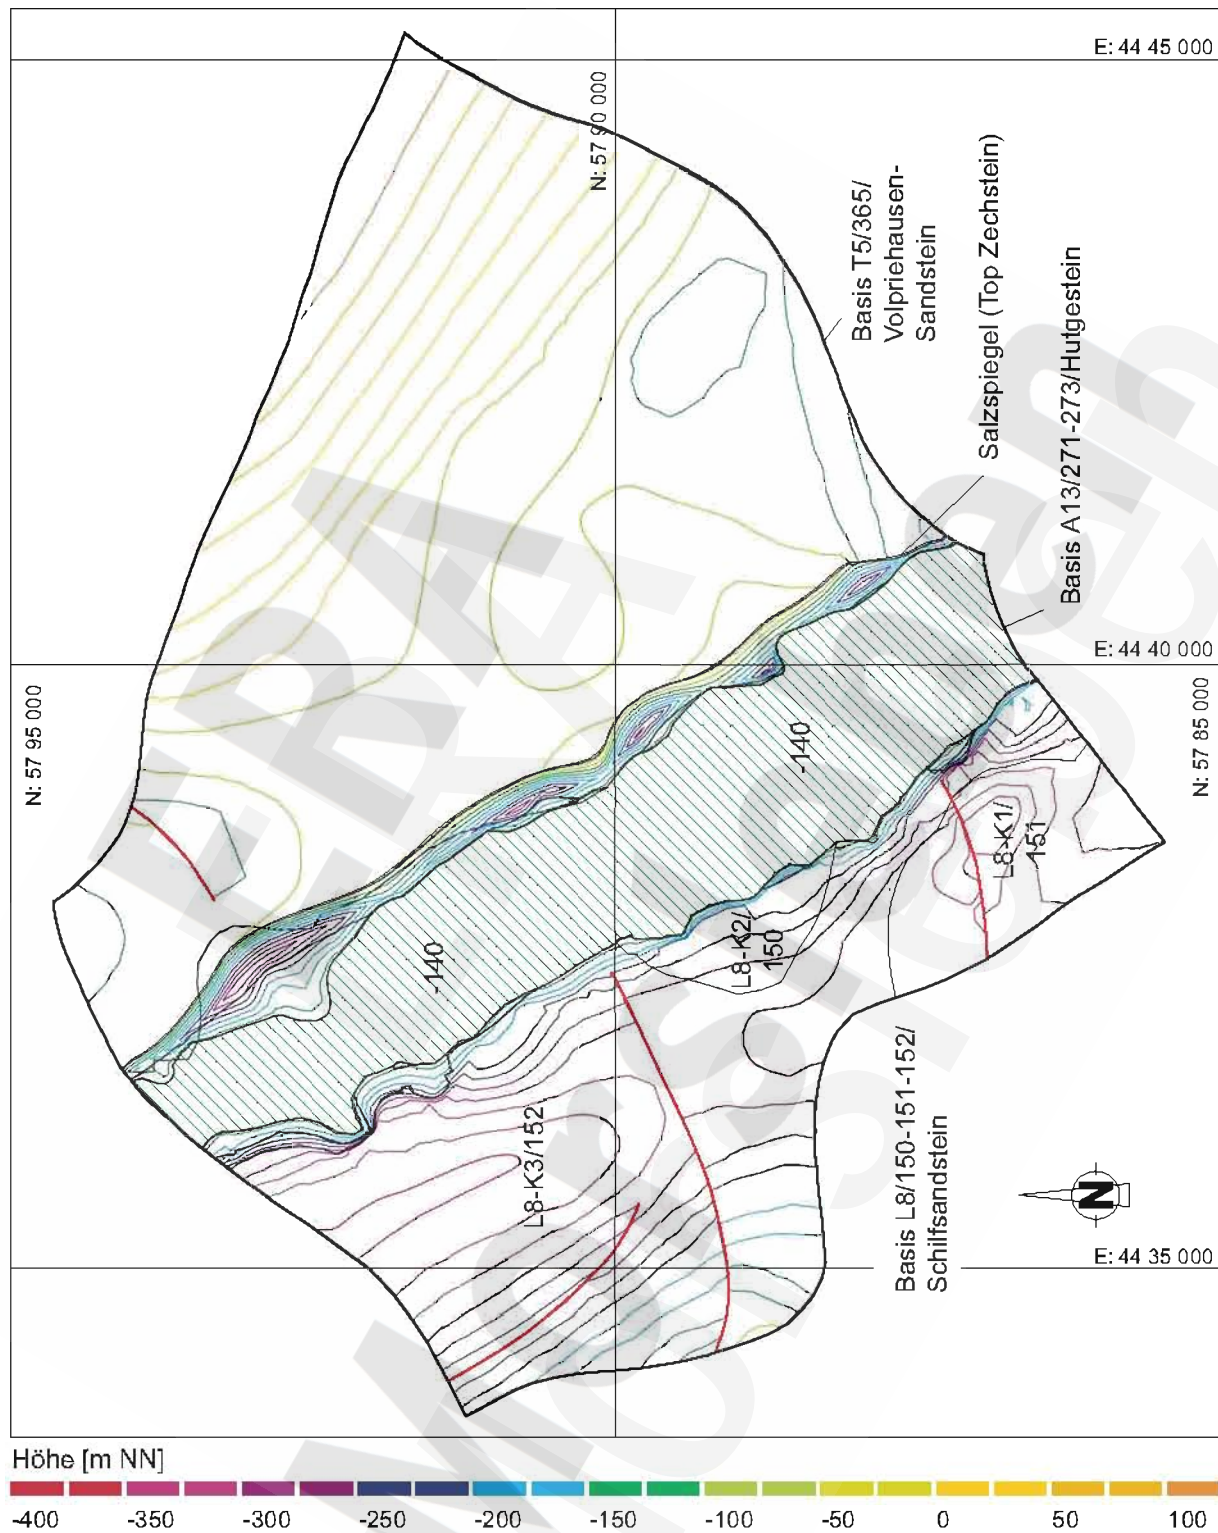 E: 44 45 000
N: 57 90 000
Basis T5/365/
Volpriehausen-
Sandstein
Salzspiegel (Top Zechstein)
Basis A13/271-273/Hutgestein
E: 44 40 000
N: 57 95 000
N: 57 85 000
-140
-140
L8-K1/
151
L8-K2/
150
L8-K3/152
Basis L8/150-151-152/
Schilfsandstein
N
E: 44 35 000
Höhe [m NN]
-400 -350 -300 -250 -200 -150 -100 -50 0 50 100
ERA Morsleben